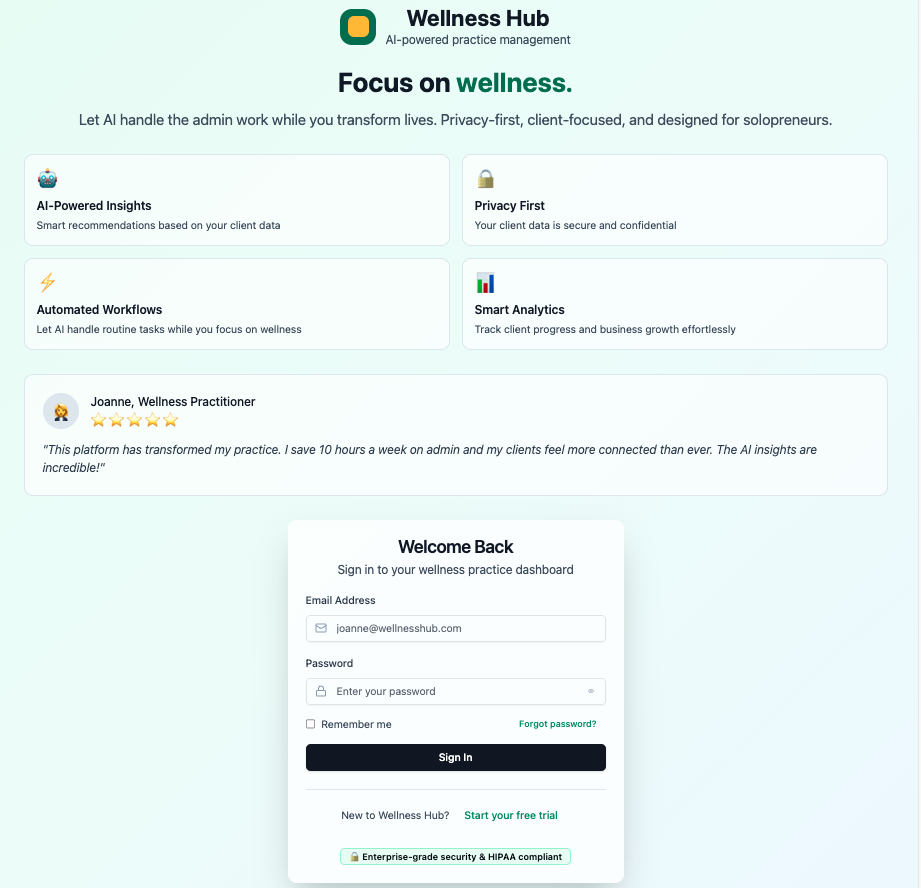 Wellness Hub
AI-powered practice management
Focus on wellness.
Let AI handle the admin work while you transform lives. Privacy-first, client-focused, and designed for solopreneurs.
AI-Powered Insights
Smart recommendations based on your client data
Privacy First
Your client data is secure and confidential
Automated Workflows
Let AI handle routine tasks while you focus on wellness
Smart Analytics
Track client progress and business growth effortlessly
Joanne, Wellness Practitioner
"This platform has transformed my practice. I save 10 hours a week on admin and my clients feel more connected than ever. The AI insights are
incredible!"
Welcome Back
Sign in to your wellness practice dashboard
Email Address
joanne@wellnesshub.com
Password
Enter your password
Remember me
Forgot password?
Sign In
New to Wellness Hub? Start your free trial
Enterprise-grade security & HIPAA compliant